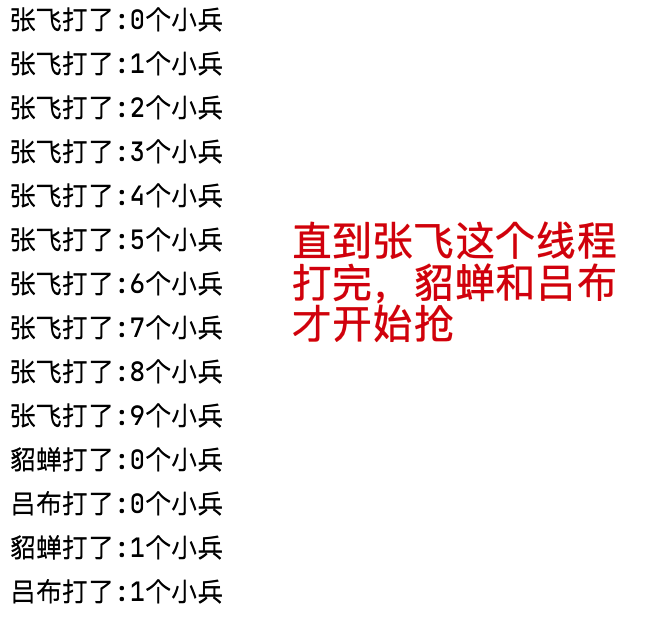 张飞打了:0个小兵
张飞打了:1个小兵
张飞打了:2个小兵
张飞打了:3个小兵
张飞打了:4个小兵
张飞打了:5个小兵
张飞打了:6个小兵
张飞打了:7个小兵
张飞打了:8个小兵
张飞打了:9个小兵
貂蝉打了:0个小兵
吕布打了:0个小兵
貂蝉打了:1个小兵
吕布打了:1个小兵
直到张飞这个线程
打完，貂蝉和吕布
才开始抢